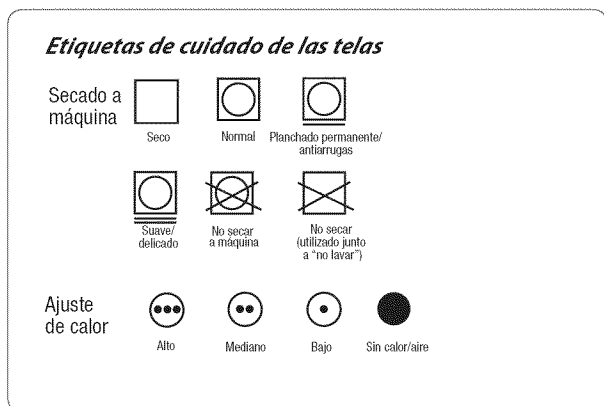 Etiquetas de cuidado de las telas
Secado a
máquina
Seco
Normal
Planchado permanente/
antiarrugas
Suave/
delicado
No secar
a máquina
No secar
(utilizado junto
a "no lavar")
Ajuste
de calor
Alto
Mediano
Bajo
Sin calor/aire